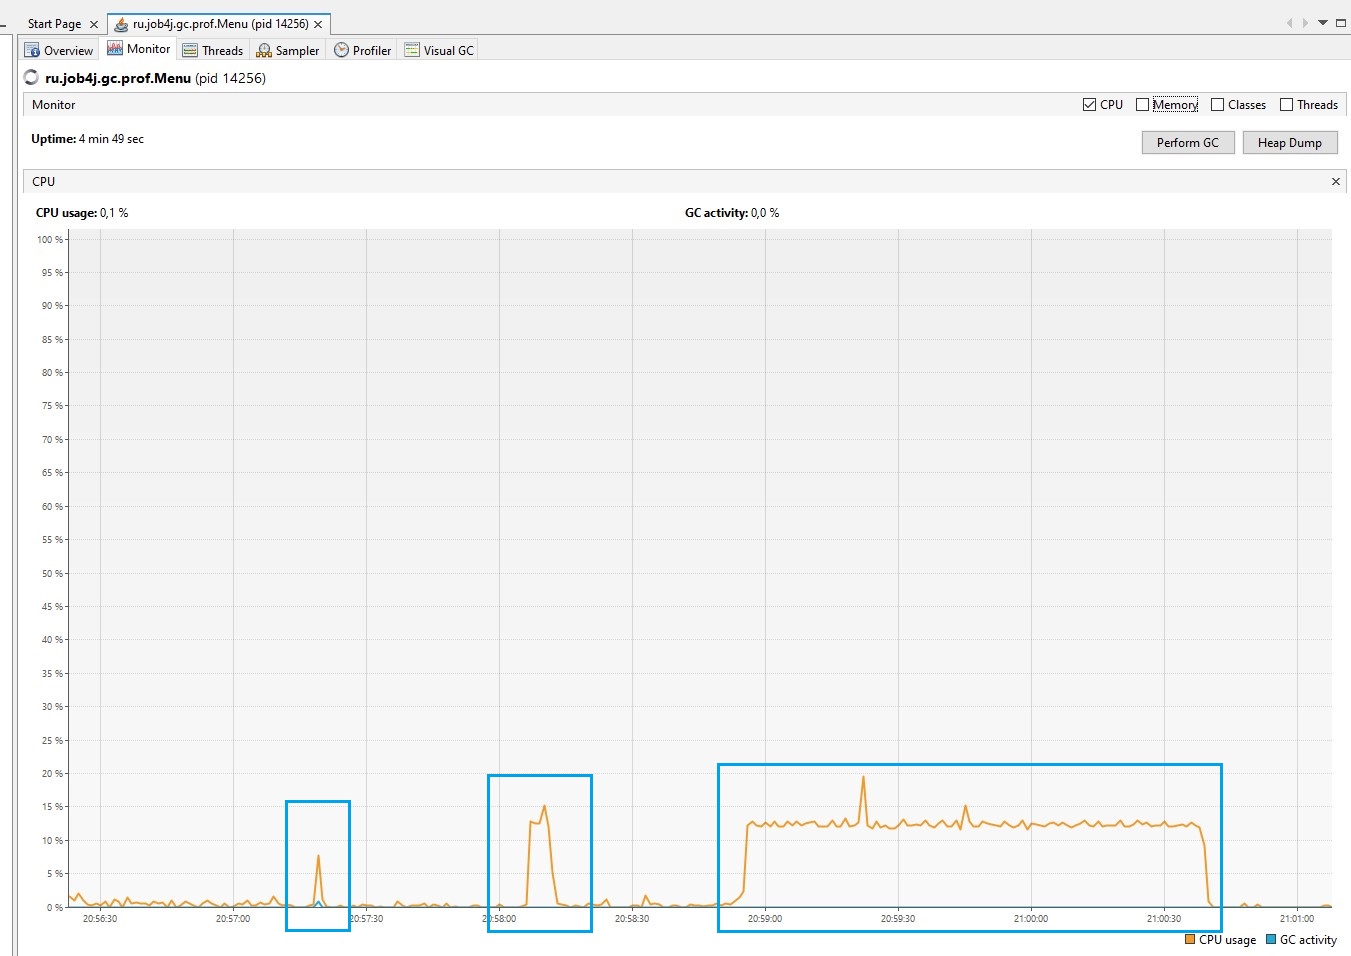 Start Page
ru.job4j.gc.prof.Menu (pid 14256)
Overview Monitor Threads Sampler Profiler Visual GC
ru.job4j.gc.prof.Menu (pid 14256)
Monitor CPU Memory Classes Threads
Uptime: 4 min 49 sec
Perform GC Heap Dump
CPU
CPU usage: 0,1 % GC activity: 0,0 %
100 %
95 %
90 %
85 %
80 %
75 %
70 %
65 %
60 %
55 %
50 %
45 %
40 %
35 %
30 %
25 %
20 %
15 %
10 %
5 %
0 %
20:56:30 20:57:00 20:57:30 20:58:00 20:58:30 20:59:00 20:59:30 21:00:00 21:00:30 21:01:00
CPU usage GC activity